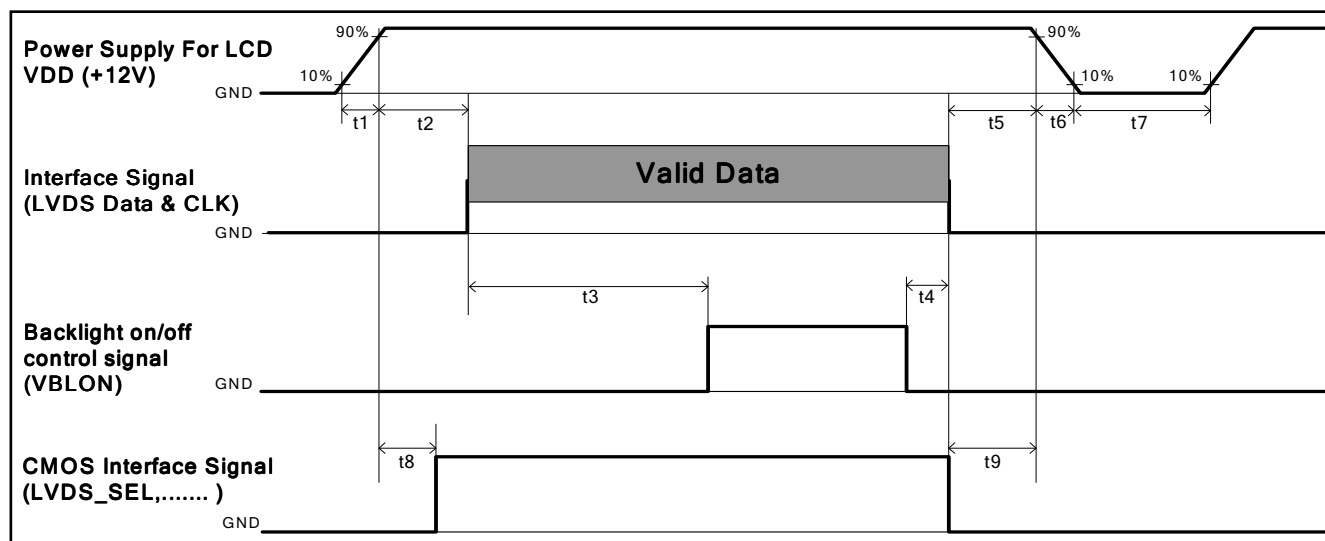 Power Supply For LCD
VDD (+12V)
90%
10%
GND
90%
10%
10%
t1
t2
t5
t6
t7
Interface Signal
(LVDS Data & CLK)
GND
Valid Data
t3
t4
Backlight on/off
control signal
(VBLON)
GND
t8
t9
CMOS Interface Signal
(LVDS_SEL,....... )
GND